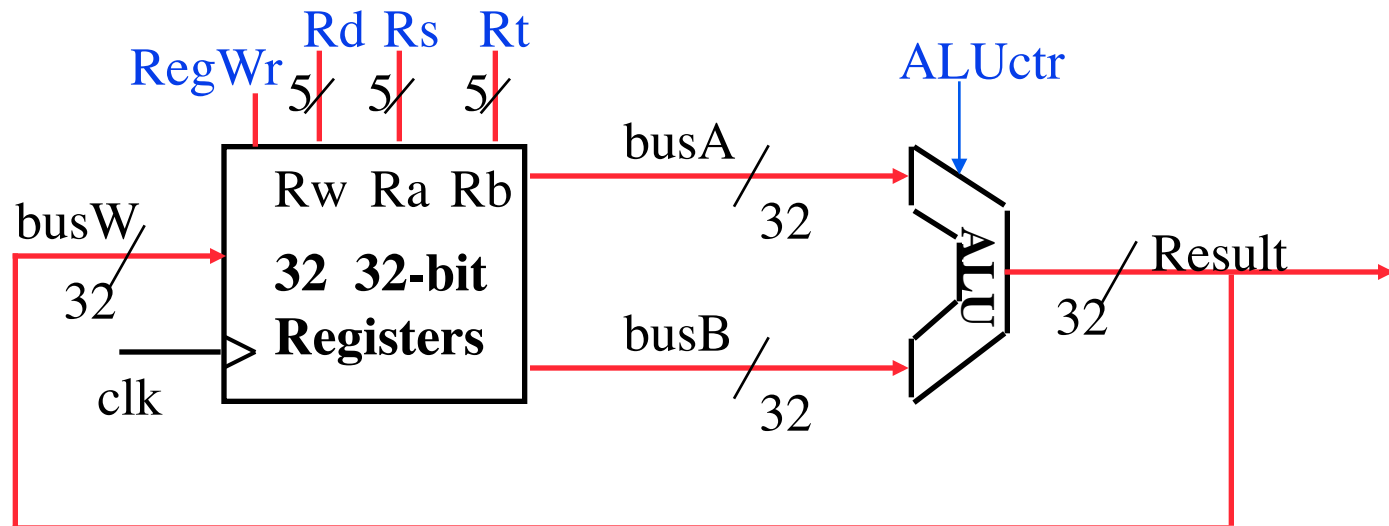 Rd Rs Rt
RegWr
ALUctr
5 5 5
busA
32
Rw Ra Rb
busW
32
32 32-bit
Registers
clk
ALU
Result
32
busB
32